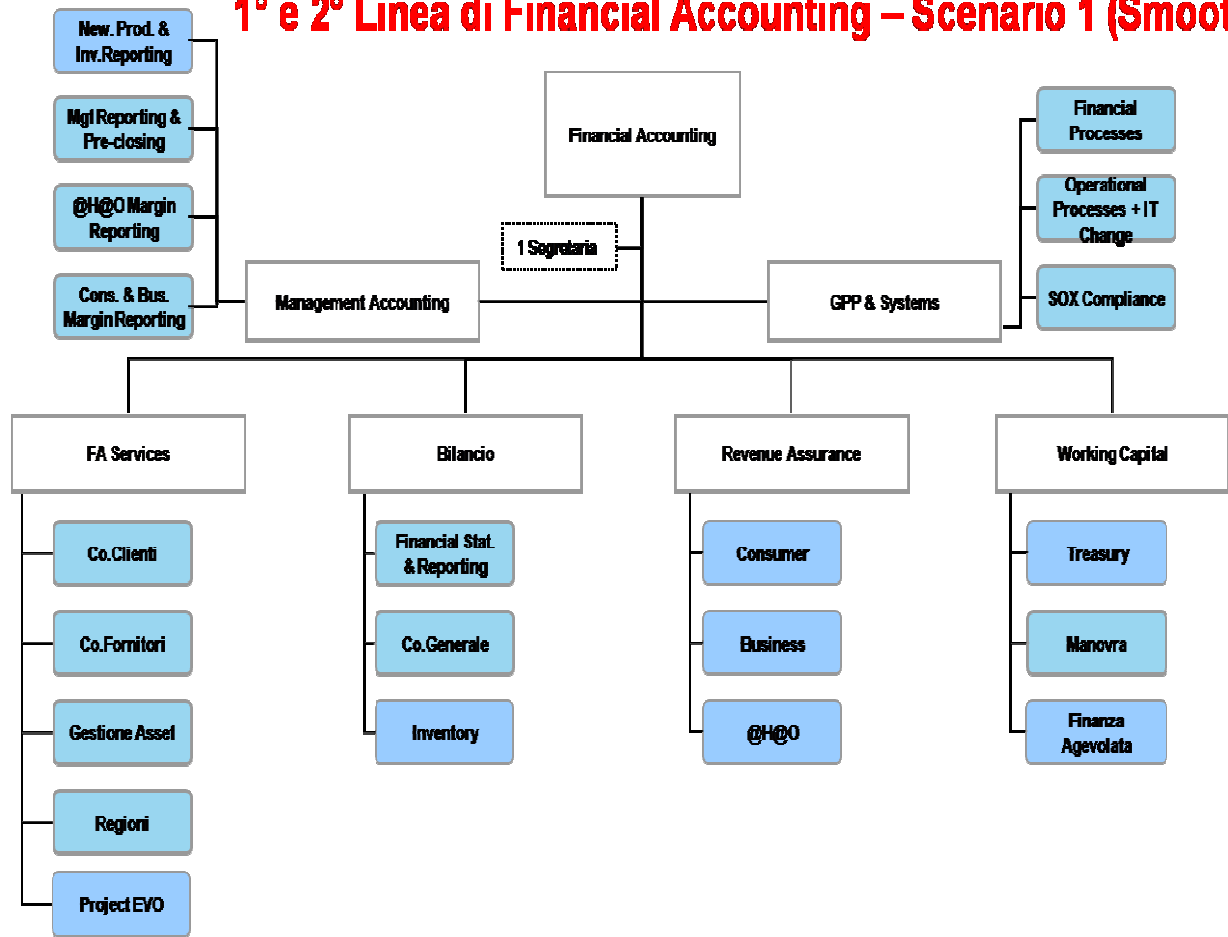 1° e 2° Linea di Financial Accounting – Scenario 1 (Smoot
New. Prod. &
Inv.Reporting
Mgf Reporting &
Pre-closing
@H@O Margin
Reporting
Cons. & Bus.
Margin Reporting
Financial Accounting
1 Segretaria
Management Accounting
GPP & Systems
Financial
Processes
Operational
Processes + IT
Change
SOX Compliance
FA Services
Bilancio
Revenue Assurance
Working Capital
Co.Clienti
Co.Fornitori
Gestione Asset
Regioni
Project EVO
Financial Stat.
& Reporting
Co.Generale
Inventory
Consumer
Business
@H@O
Treasury
Manovra
Finanza
Agevolata